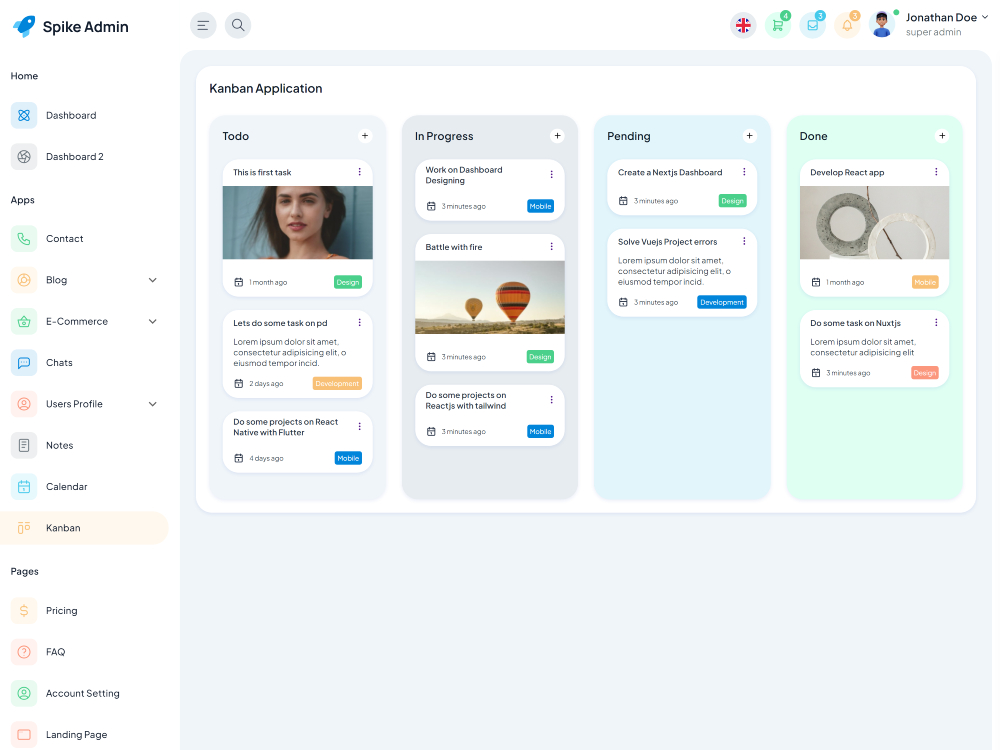 Spike Admin
4
3
3
Jonathan Doe
super admin
Home
Dashboard
Dashboard 2
Apps
Contact
Blog
E-Commerce
Chats
Users Profile
Notes
Calendar
Kanban
Pages
Pricing
FAQ
Account Setting
Landing Page
Kanban Application
Todo
This is first task
1 month ago
Design
Lets do some task on pd
Lorem ipsum dolor sit amet,
consectetur adipisicing elit, o
eiusmod tempor incid.
2 days ago
Development
Do some projects on React
Native with Flutter
4 days ago
Mobile
In Progress
Work on Dashboard
Designing
3 minutes ago
Mobile
Battle with fire
3 minutes ago
Design
Do some projects on
Reactjs with tailwind
3 minutes ago
Mobile
Pending
Create a Nextjs Dashboard
3 minutes ago
Design
Solve Vuejs Project errors
Lorem ipsum dolor sit amet,
consectetur adipisicing elit, o
eiusmod tempor incid.
3 minutes ago
Development
Done
Develop React app
1 month ago
Mobile
Do some task on Nuxtjs
Lorem ipsum dolor sit amet,
consectetur adipisicing elit
3 minutes ago
Design